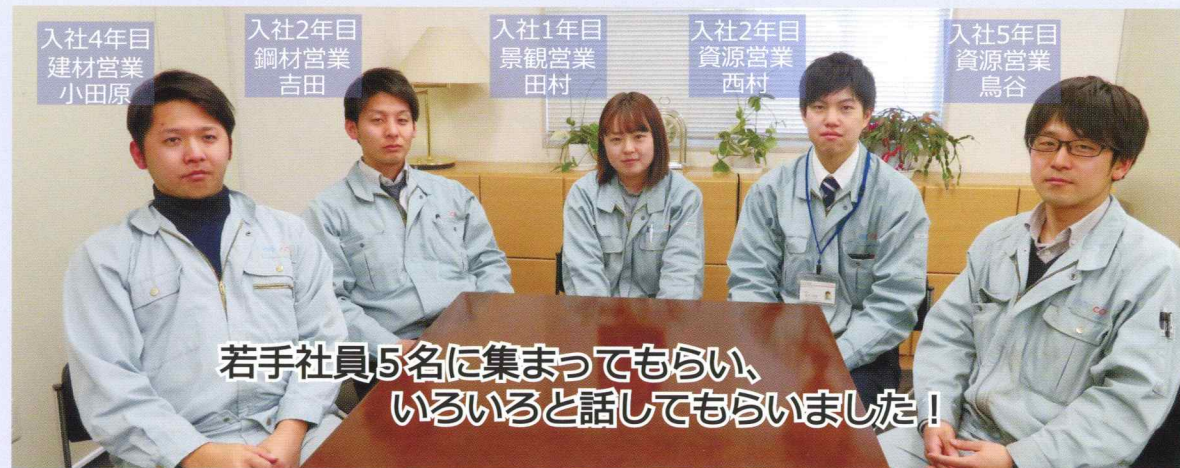 入社4年目
建材営業
小田原
入社2年目
鋼材営業
吉田
入社1年目
景観営業
田村
入社2年目
資源営業
西村
入社5年目
資源営業
鳥谷
若手社員5名に集まってもらい、
いろいろと話してもらいました！